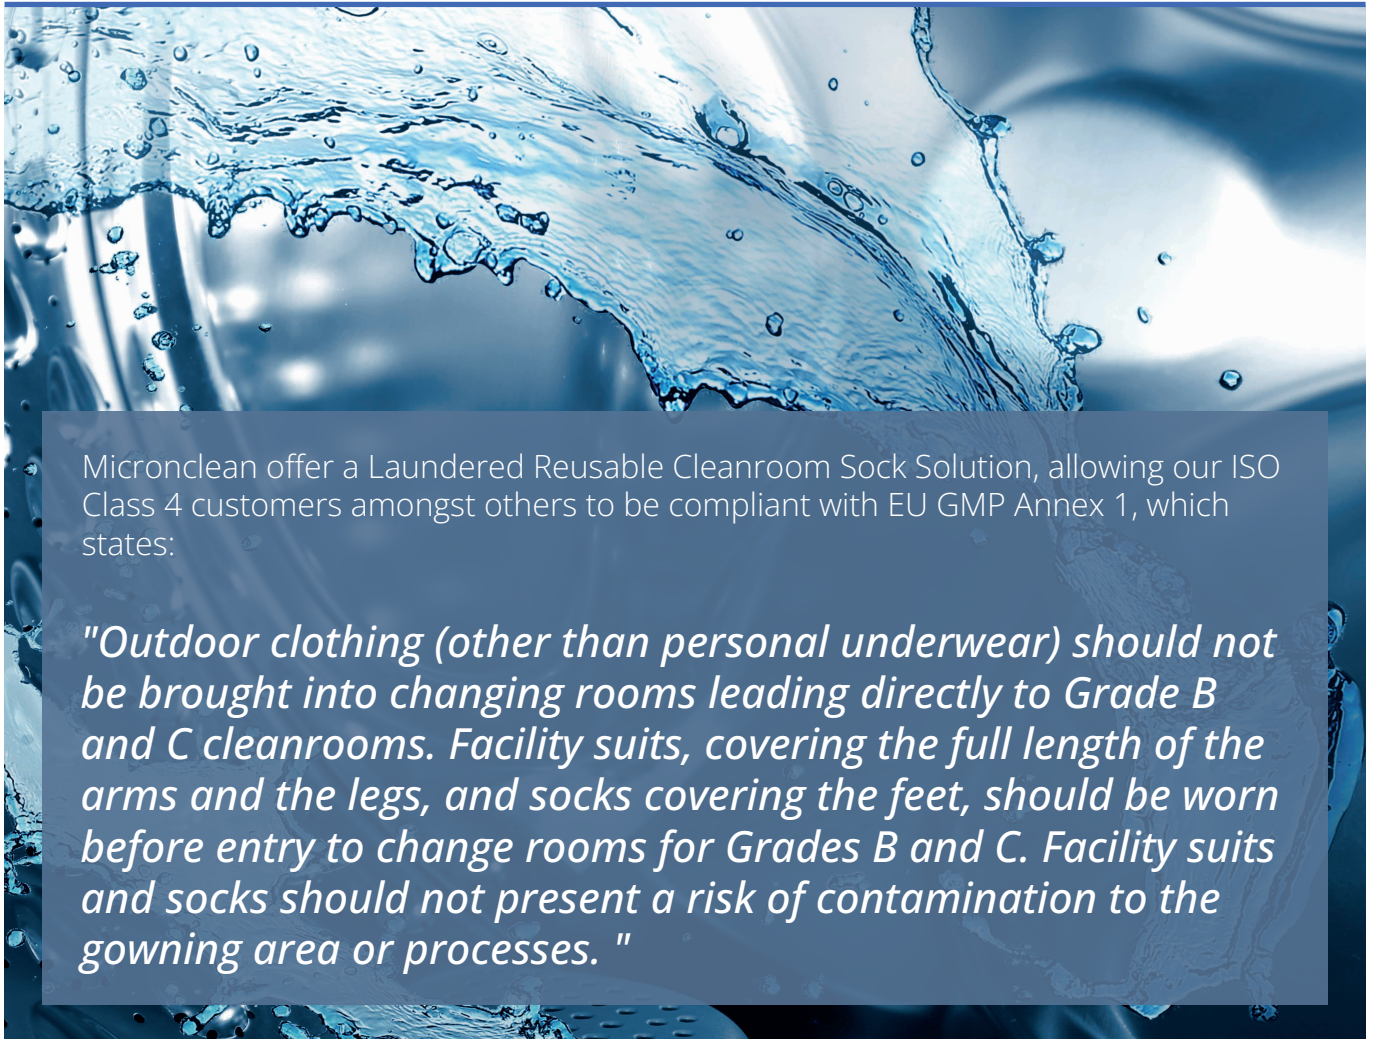 Micronclean offer a Laundered Reusable Cleanroom Sock Solution, allowing our ISO
Class 4 customers amongst others to be compliant with EU GMP Annex 1, which
states:
"Outdoor clothing (other than personal underwear) should not
be brought into changing rooms leading directly to Grade B
and C cleanrooms. Facility suits, covering the full length of the
arms and the legs, and socks covering the feet, should be worn
before entry to change rooms for Grades B and C. Facility suits
and socks should not present a risk of contamination to the
gowning area or processes. "